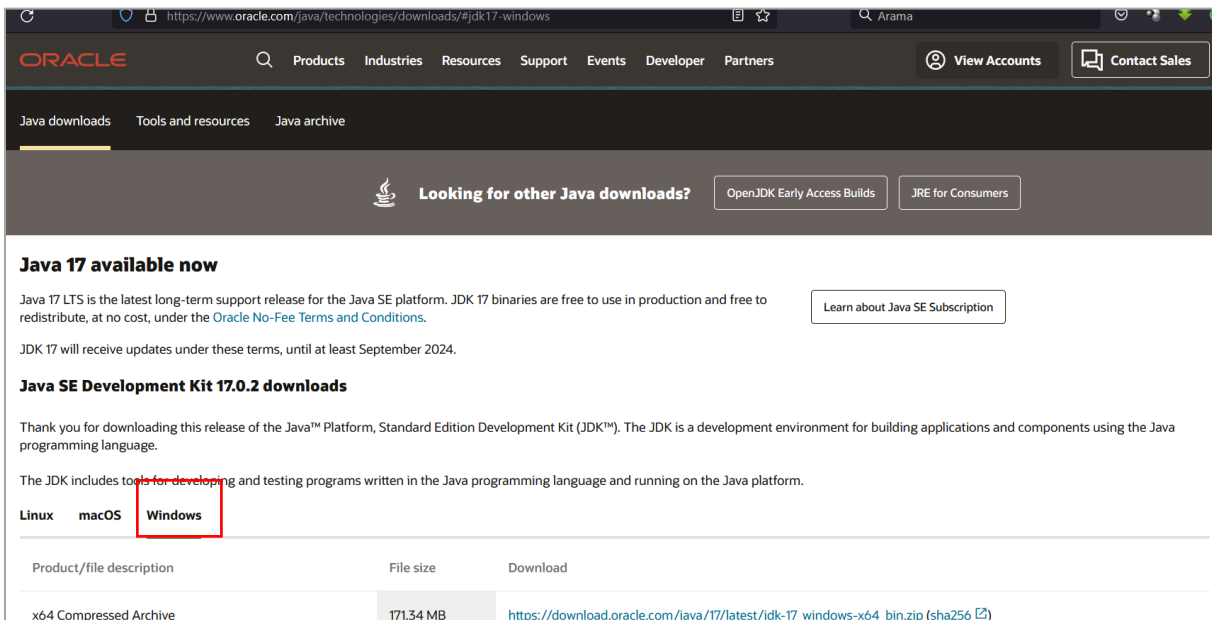 https://www.oracle.com/java/technologies/downloads/#jdk17-windows
Arama
ORACLE
Products Industries Resources Support Events Developer Partners
View Accounts
Contact Sales
Java downloads Tools and resources Java archive
Looking for other Java downloads?
OpenJDK Early Access Builds
JRE for Consumers
Java 17 available now
Java 17 LTS is the latest long-term support release for the Java SE platform. JDK 17 binaries are free to use in production and free to
redistribute, at no cost, under the Oracle No-Fee Terms and Conditions.
Learn about Java SE Subscription
JDK 17 will receive updates under these terms, until at least September 2024.
Java SE Development Kit 17.0.2 downloads
Thank you for downloading this release of the Java™ Platform, Standard Edition Development Kit (JDK™). The JDK is a development environment for building applications and components using the Java
programming language.
The JDK includes tools for developing and testing programs written in the Java programming language and running on the Java platform.
Linux macOS Windows
Product/file description File size Download
x64 Compressed Archive 171.34 MB https://download.oracle.com/java/17/latest/jdk-17_windows-x64_bin.zip (sha256)